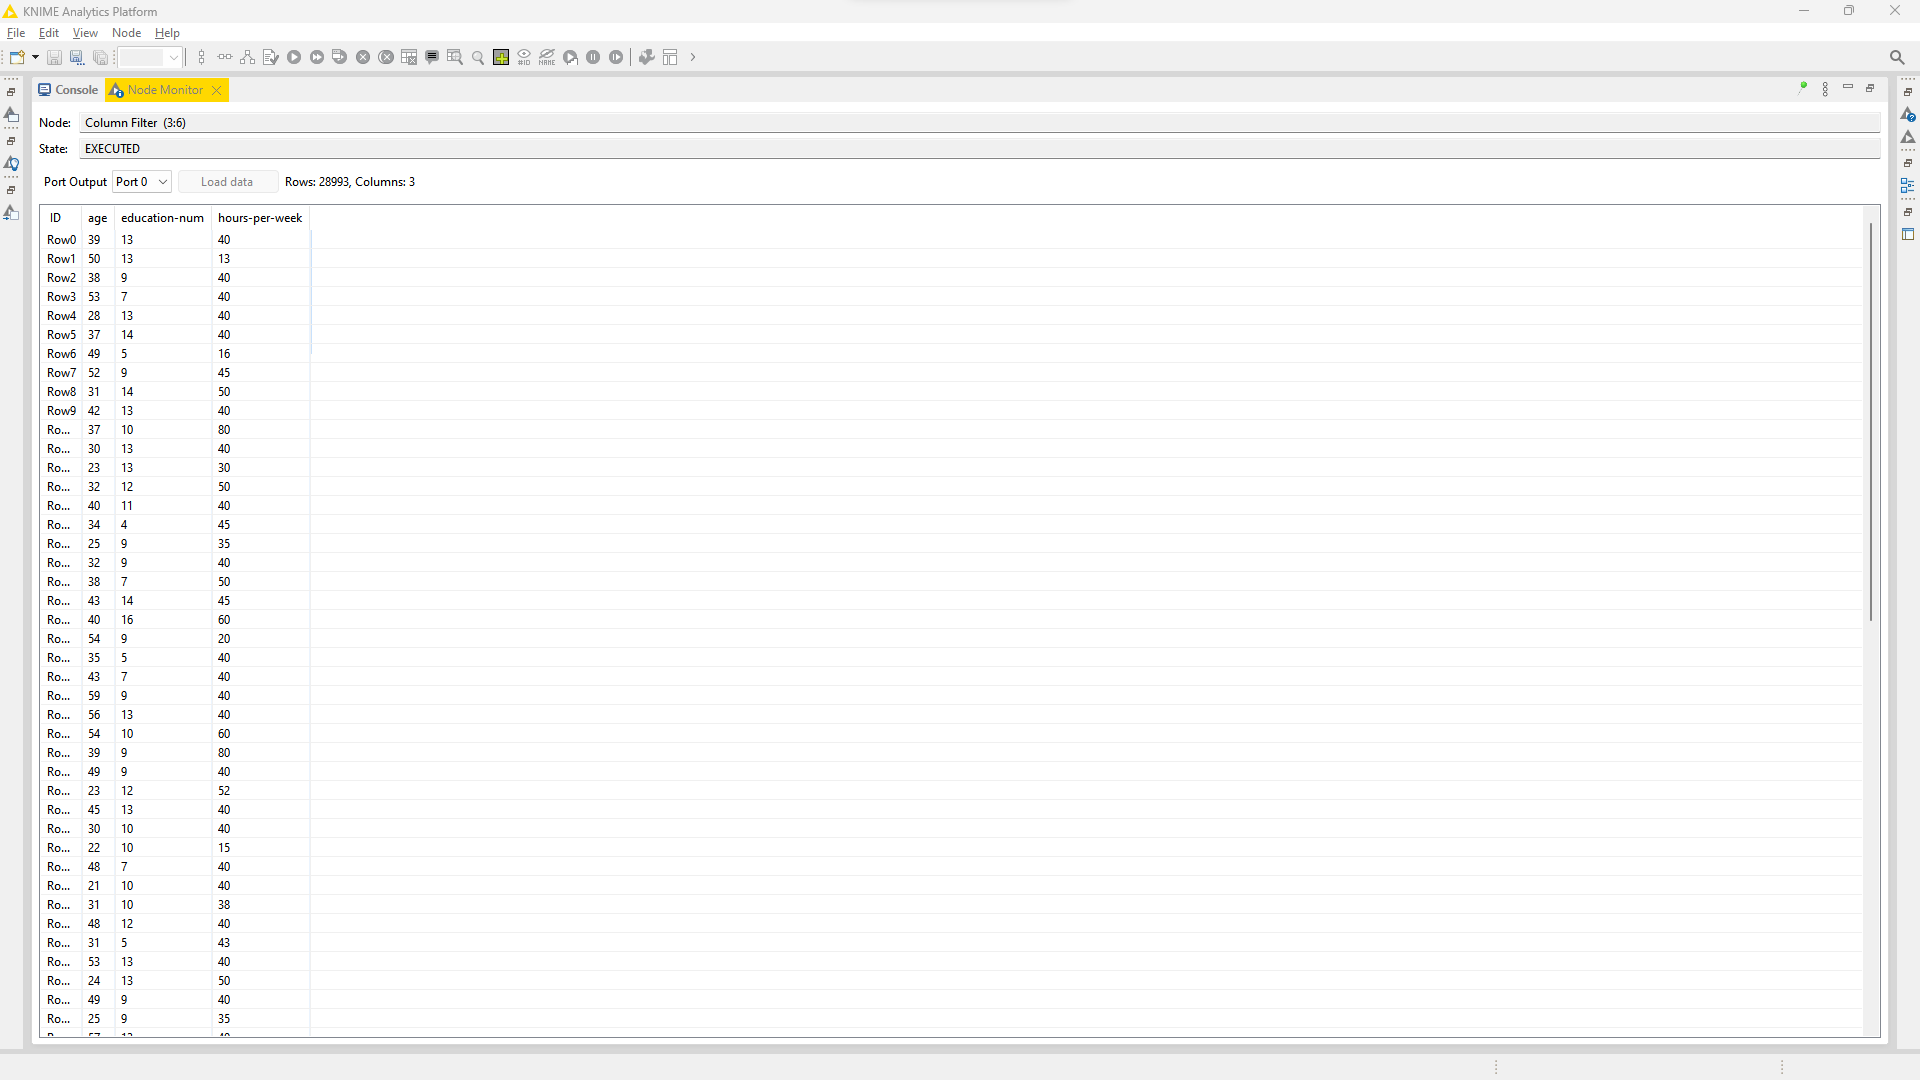 KNIME Analytics Platform
File Edit View Node Help
Console Node Monitor
Node: Column Filter (3:6)
State: EXECUTED
Port Output Port 0 Load data Rows: 28993, Columns: 3
ID age education-num hours-per-week
Row0 39 13 40
Row1 50 13 13
Row2 38 9 40
Row3 53 7 40
Row4 28 13 40
Row5 37 14 40
Row6 49 5 16
Row7 52 9 45
Row8 31 14 50
Row9 42 13 40
Ro... 37 10 80
Ro... 30 13 40
Ro... 23 13 30
Ro... 32 12 50
Ro... 40 11 40
Ro... 34 4 45
Ro... 25 9 35
Ro... 32 9 40
Ro... 38 7 50
Ro... 43 14 45
Ro... 40 16 60
Ro... 54 9 20
Ro... 35 5 40
Ro... 43 7 40
Ro... 59 9 40
Ro... 56 13 40
Ro... 54 10 60
Ro... 39 9 80
Ro... 49 9 40
Ro... 23 12 52
Ro... 45 13 40
Ro... 30 10 40
Ro... 22 10 15
Ro... 48 7 40
Ro... 21 10 40
Ro... 31 10 38
Ro... 48 12 40
Ro... 31 5 43
Ro... 53 13 40
Ro... 24 13 50
Ro... 49 9 40
Ro... 25 9 35